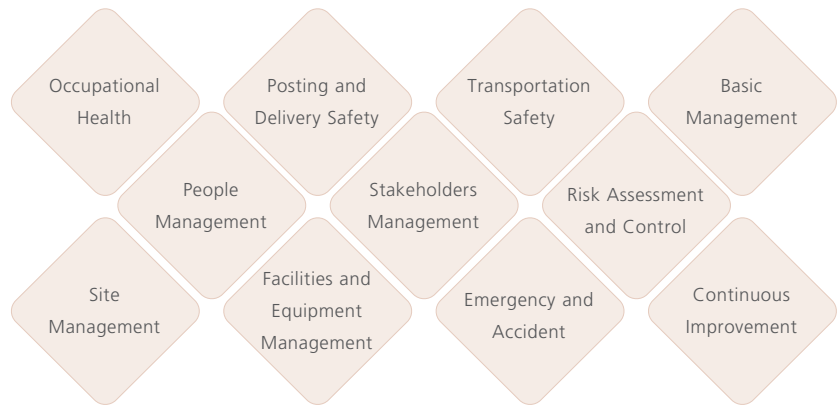 Occupational
Health
Posting and
Delivery Safety
Transportation
Safety
Basic
Management
People
Management
Stakeholders
Management
Risk Assessment
and Control
Site
Management
Facilities and
Equipment
Management
Emergency and
Accident
Continuous
Improvement